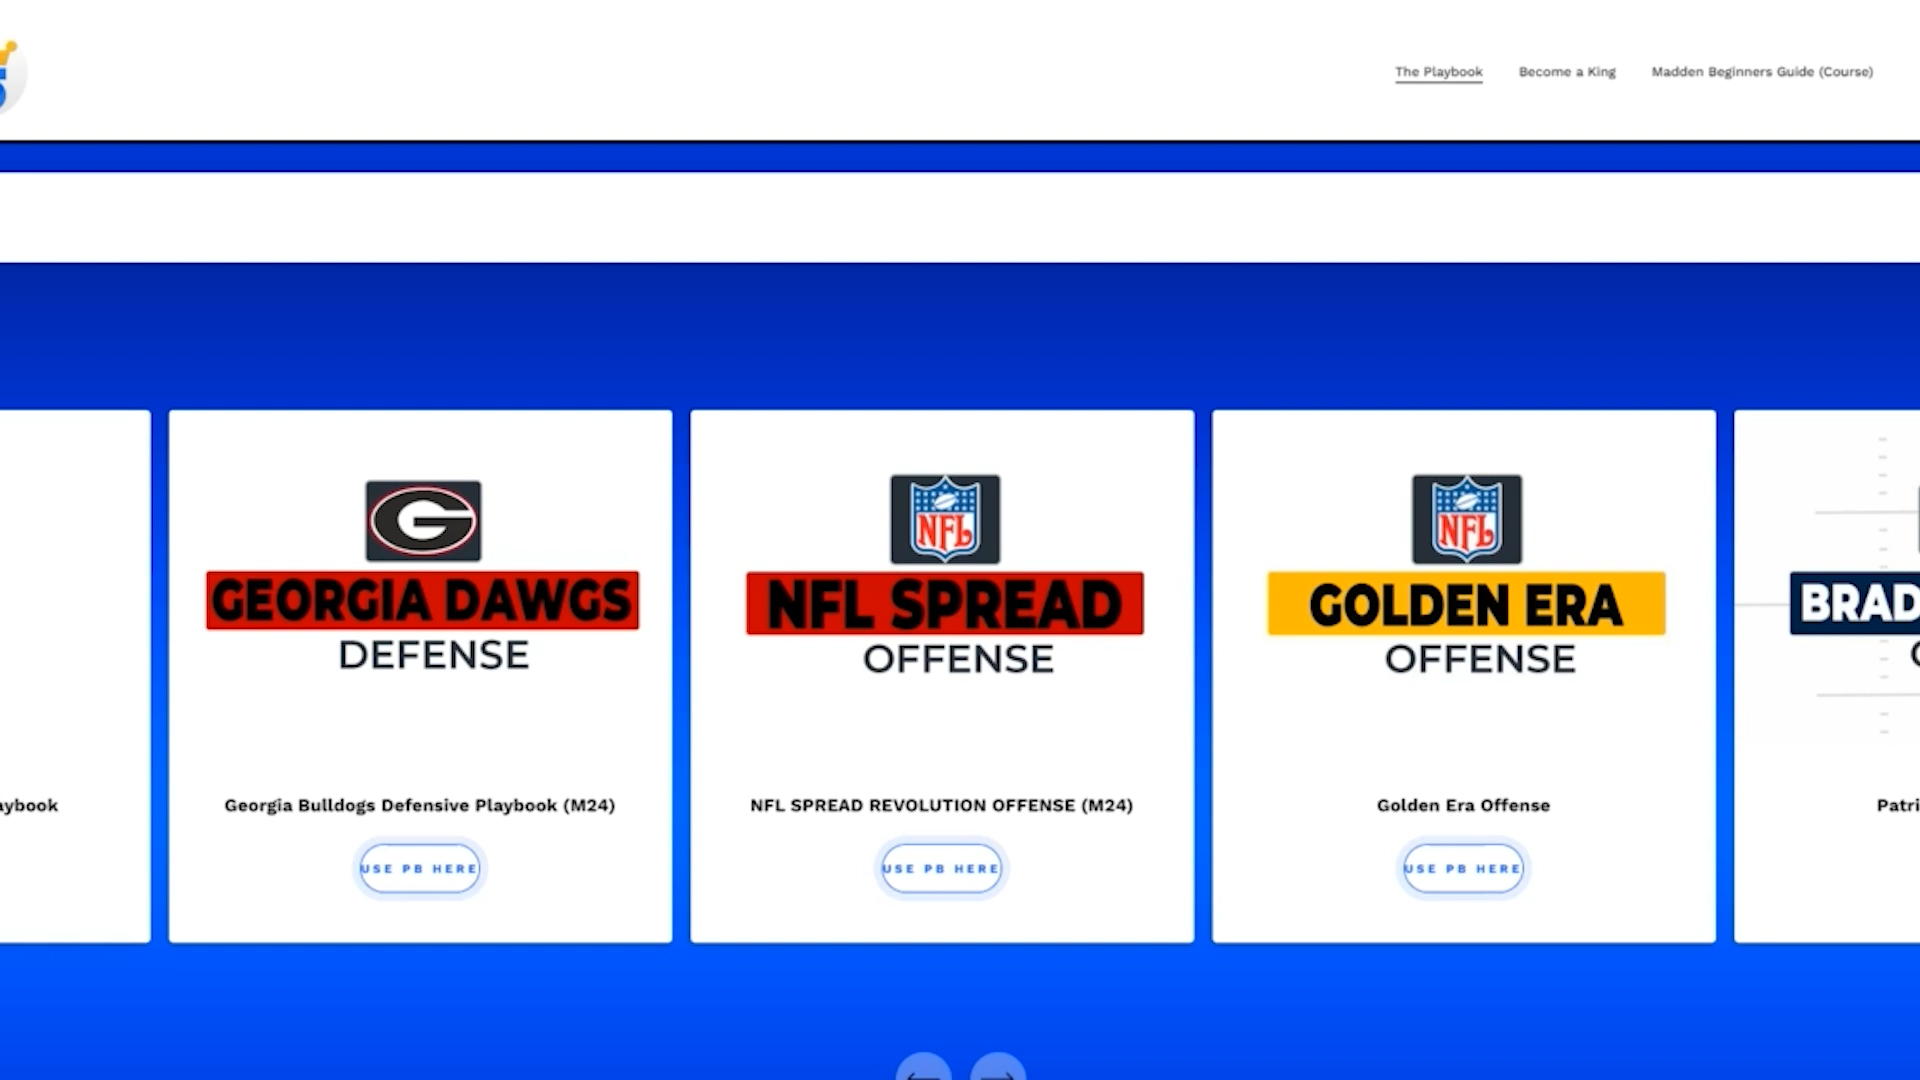 The Playbook Become a King Madden Beginners Guide (Course)
G
GEORGIA DAWGS
DEFENSE
Georgia Bulldogs Defensive Playbook (M24)
USE PB HERE
NFL
NFL SPREAD
OFFENSE
NFL SPREAD REVOLUTION OFFENSE (M24)
USE PB HERE
NFL
GOLDEN ERA
OFFENSE
Golden Era Offense
USE PB HERE
BRAD
Patri